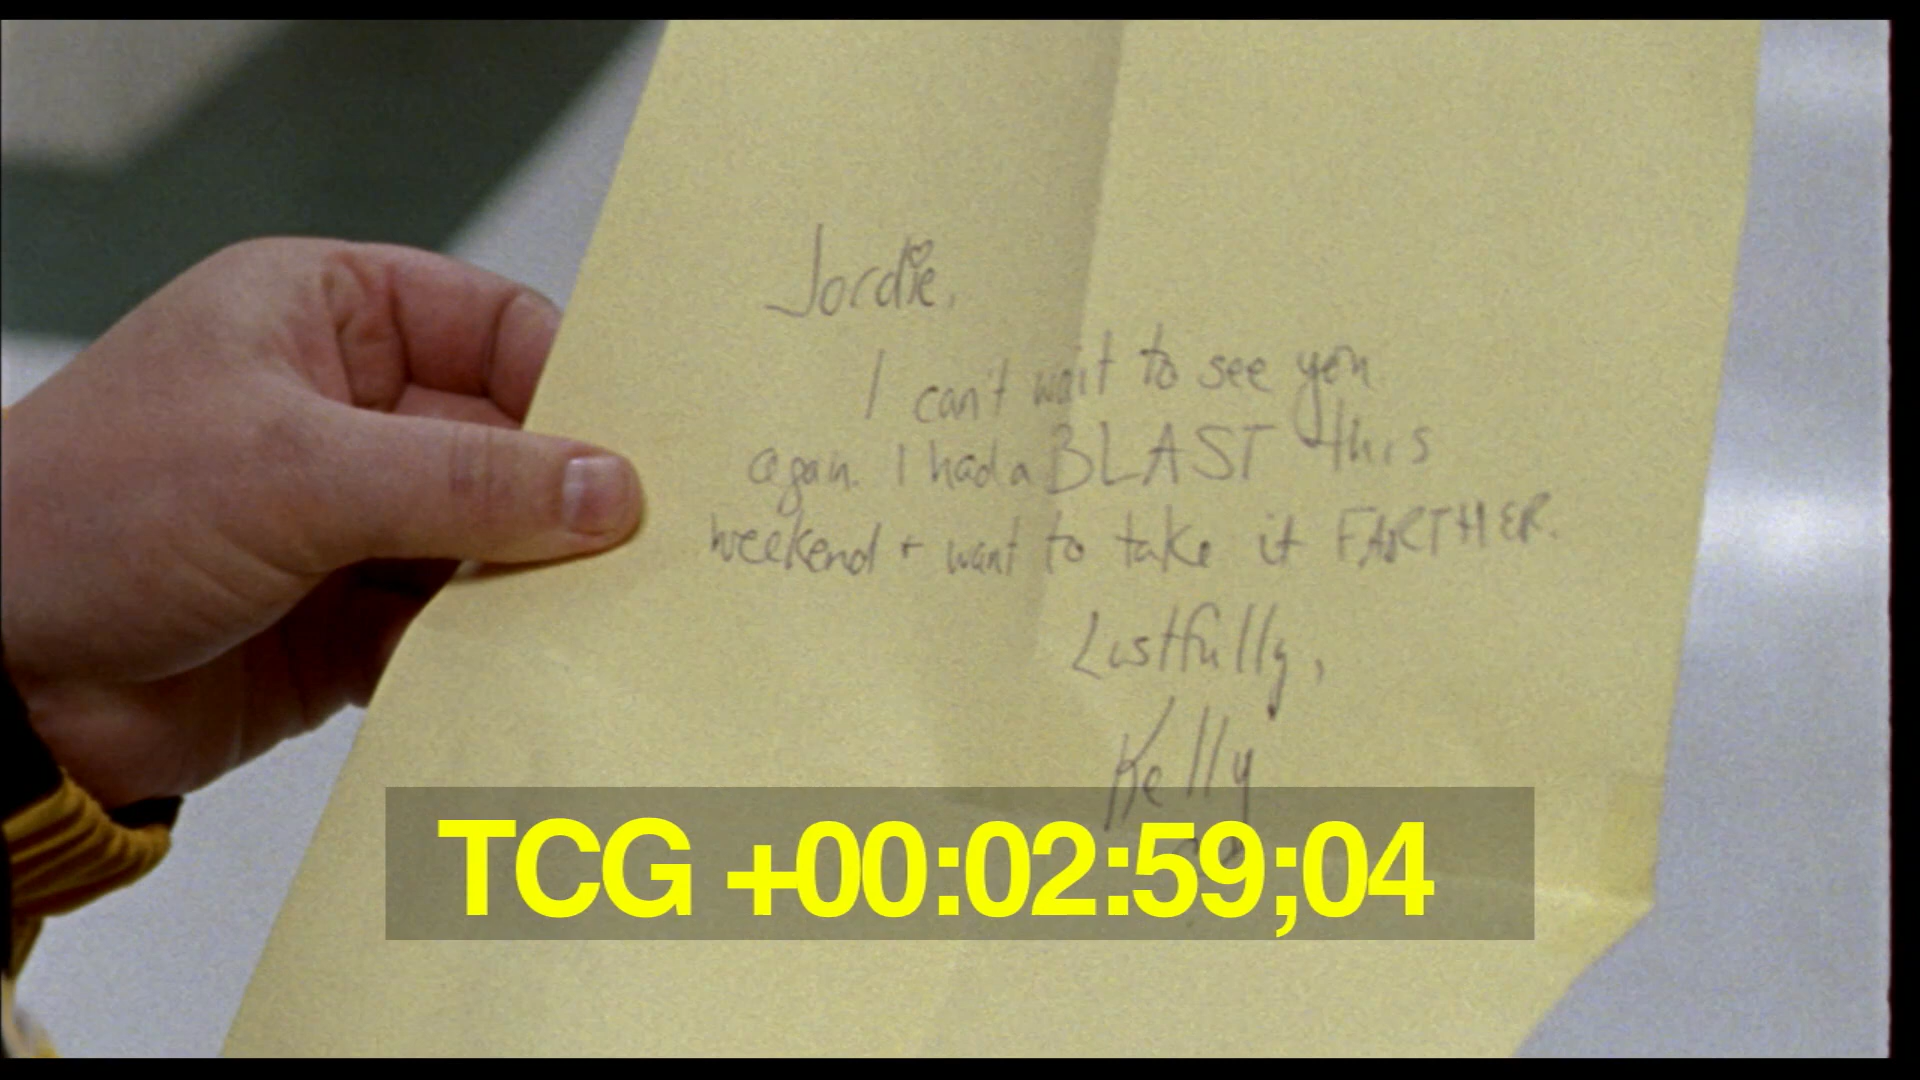 Jordie,
I can't wait to see you
again. I had a BLAST this
weekend + want to take it FARTHER.
Lustfully,
Kelly
TCG +00:02:59;04